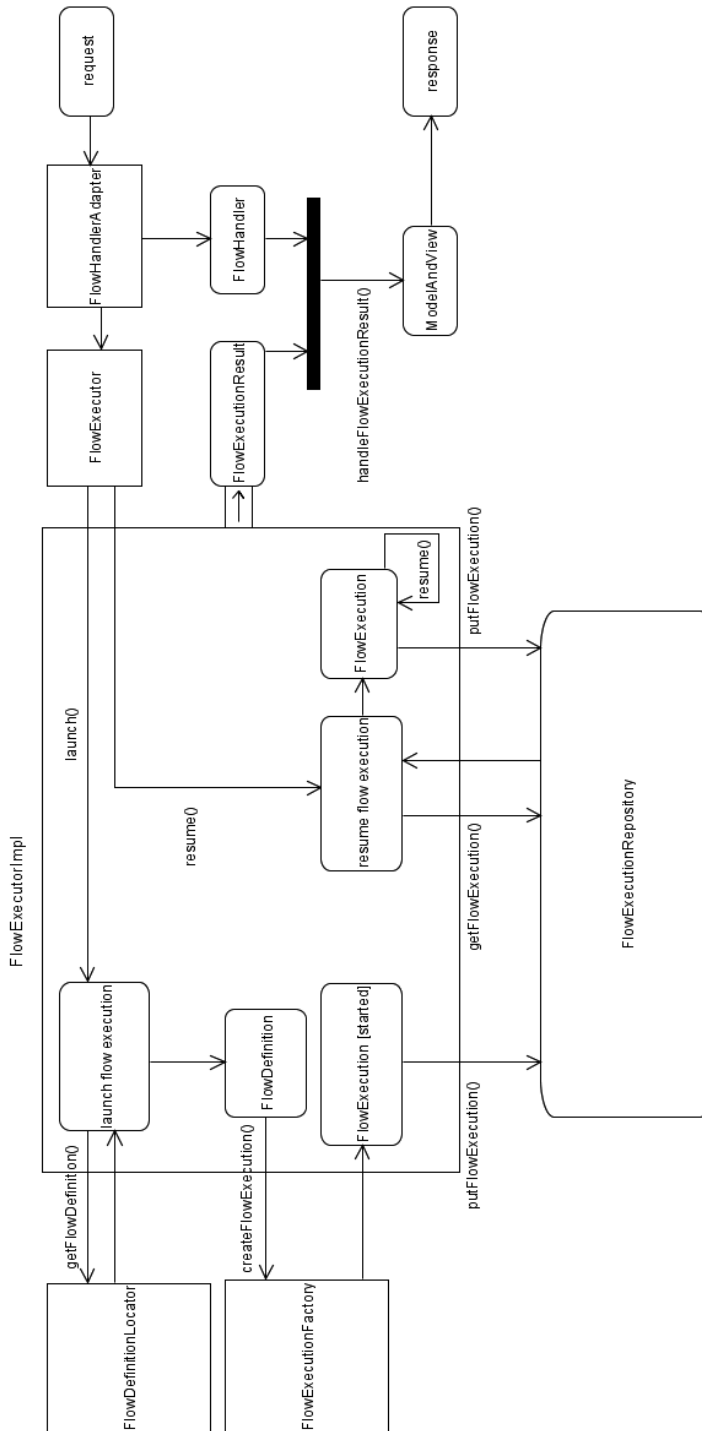 request
response
FlowHandlerAdapter
FlowHandler
ModelAndView
FlowExecutor
FlowExecutionResult
handleFlowExecutionResult()
FlowExecutorImpl
launch()
resume()
FlowExecution
resume()
putFlowExecution()
resume flow execution
getFlowExecution()
launch flow execution
FlowDefinition
FlowExecution [started]
putFlowExecution()
FlowExecutionRepository
getFlowDefinition()
createFlowExecution()
FlowDefinitionLocator
FlowExecutionFactory